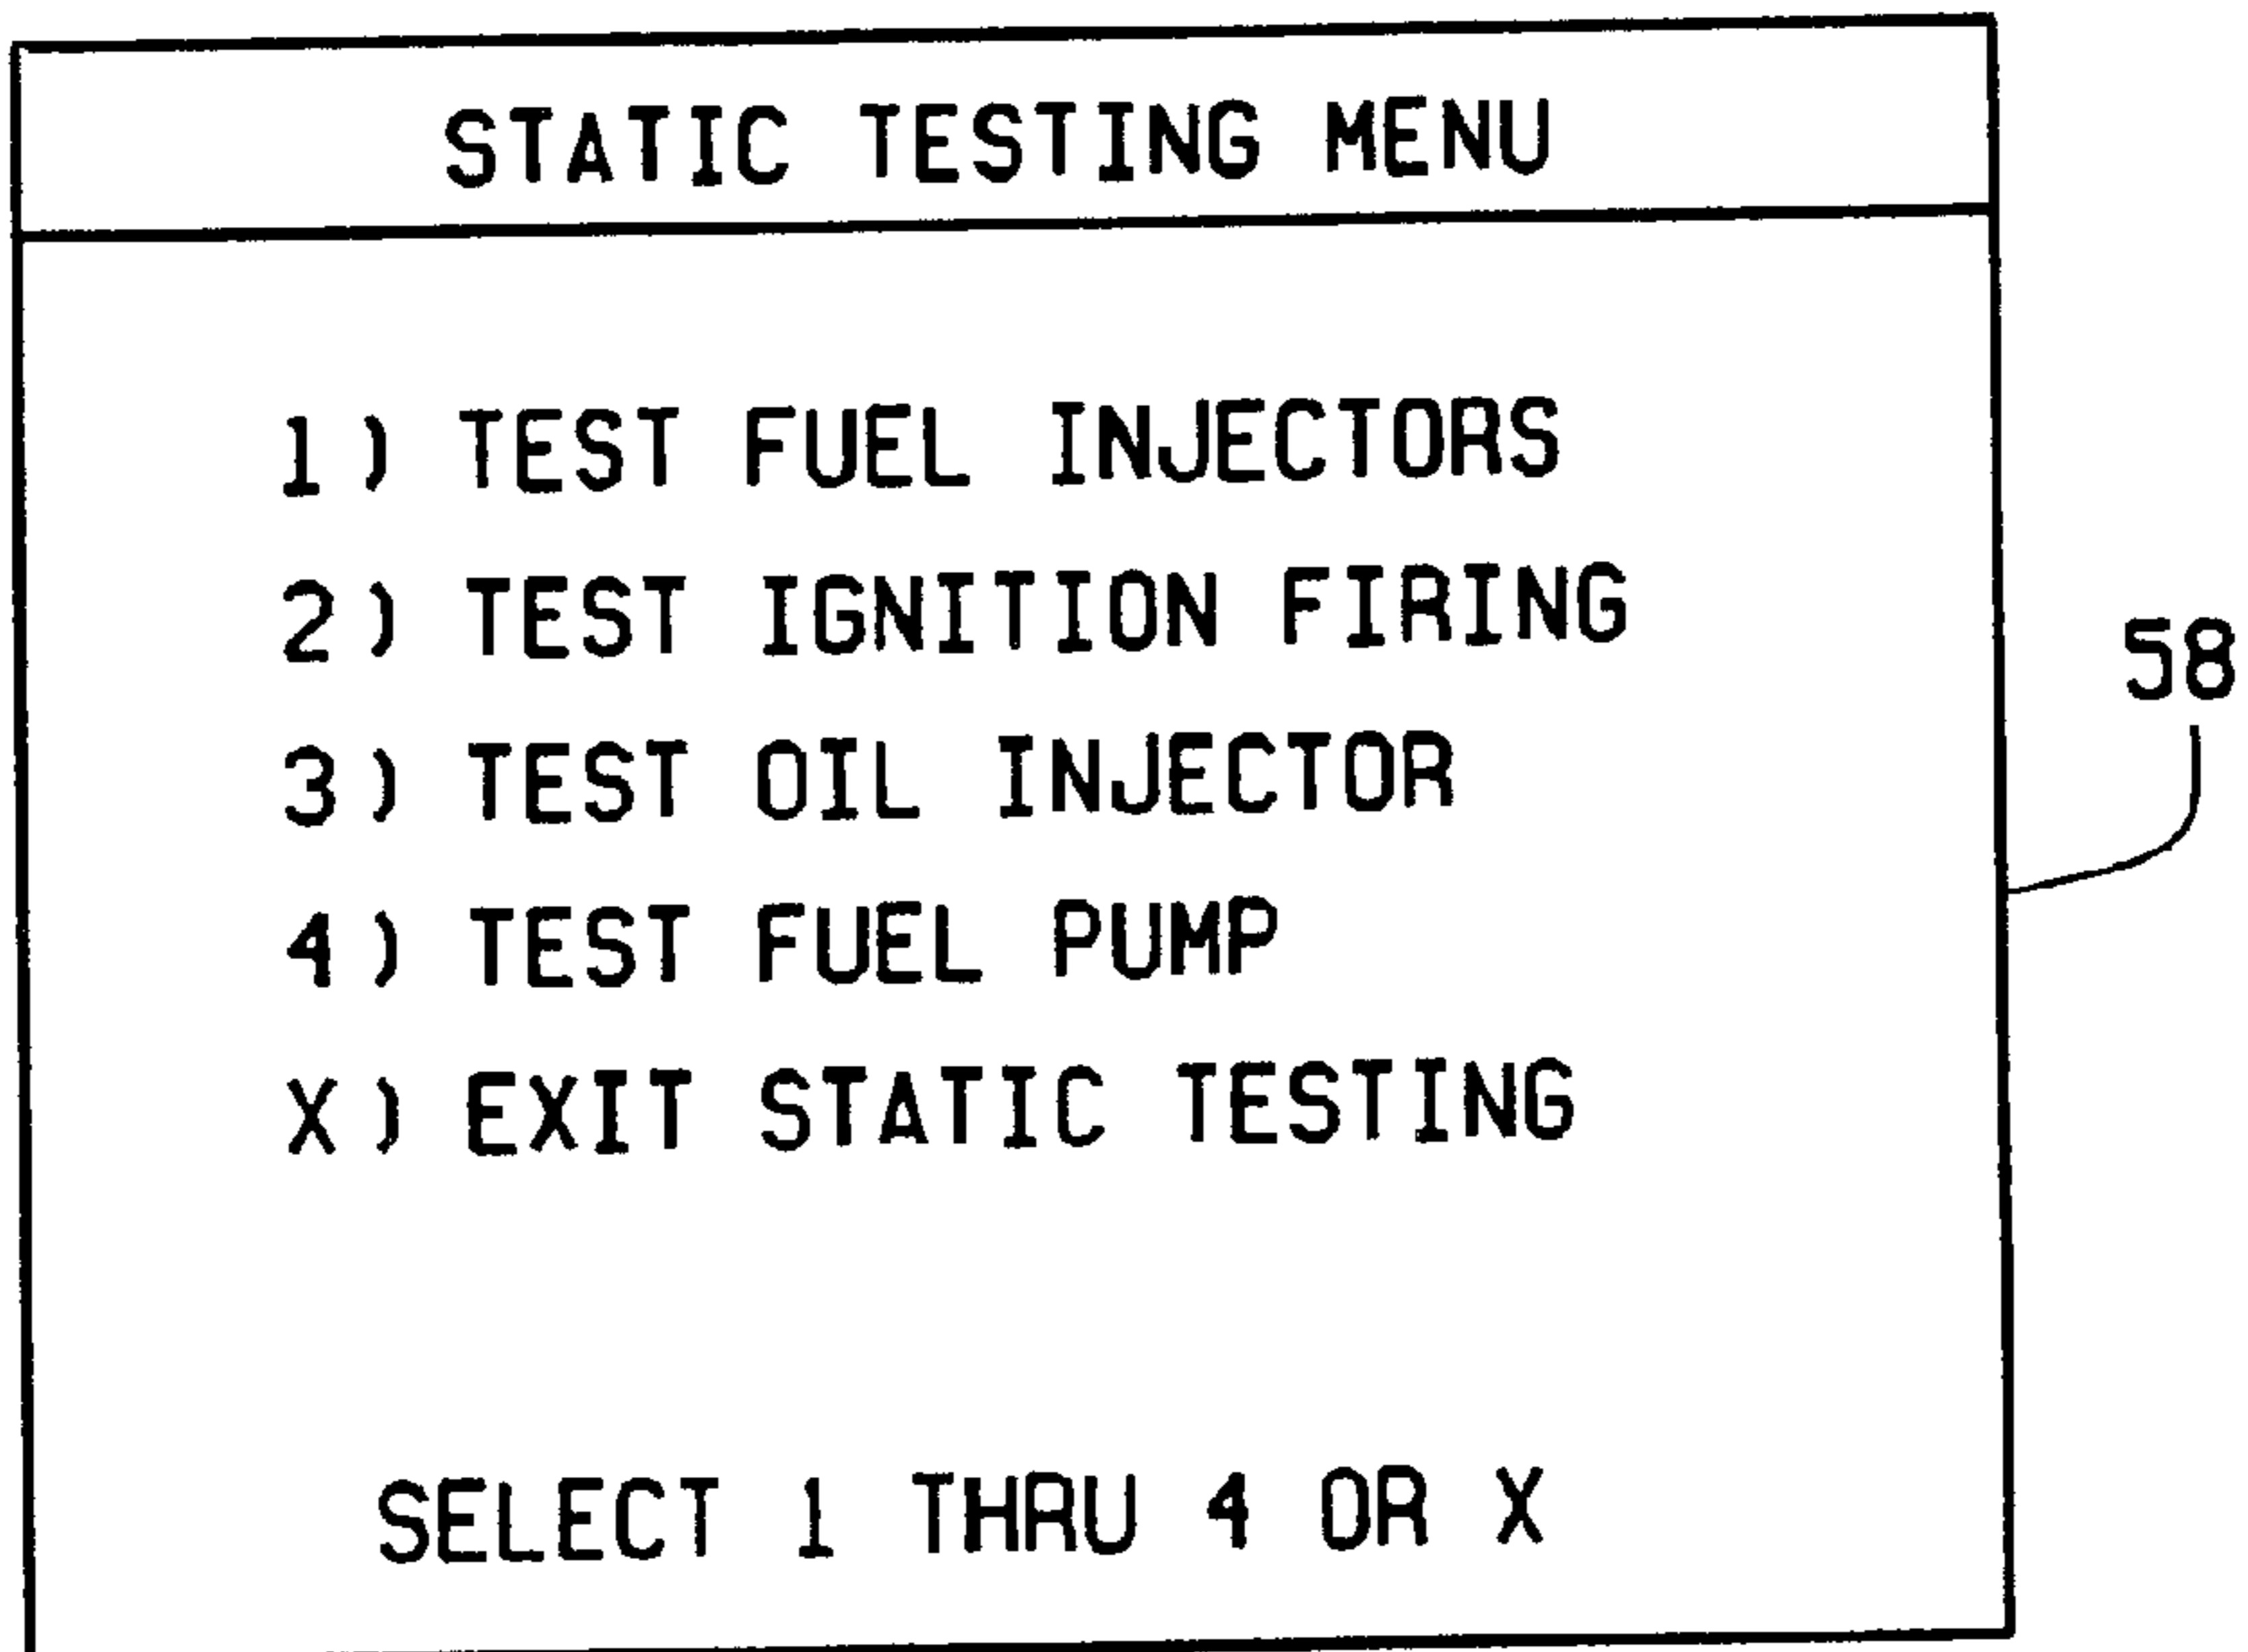 STATIC TESTING MENU
1) TEST FUEL INJECTORS
2) TEST IGNITION FIRING
58
3) TEST OIL INJECTOR
4) TEST FUEL PUMP
X) EXIT STATIC TESTING
SELECT 1 THRU 4 OR X